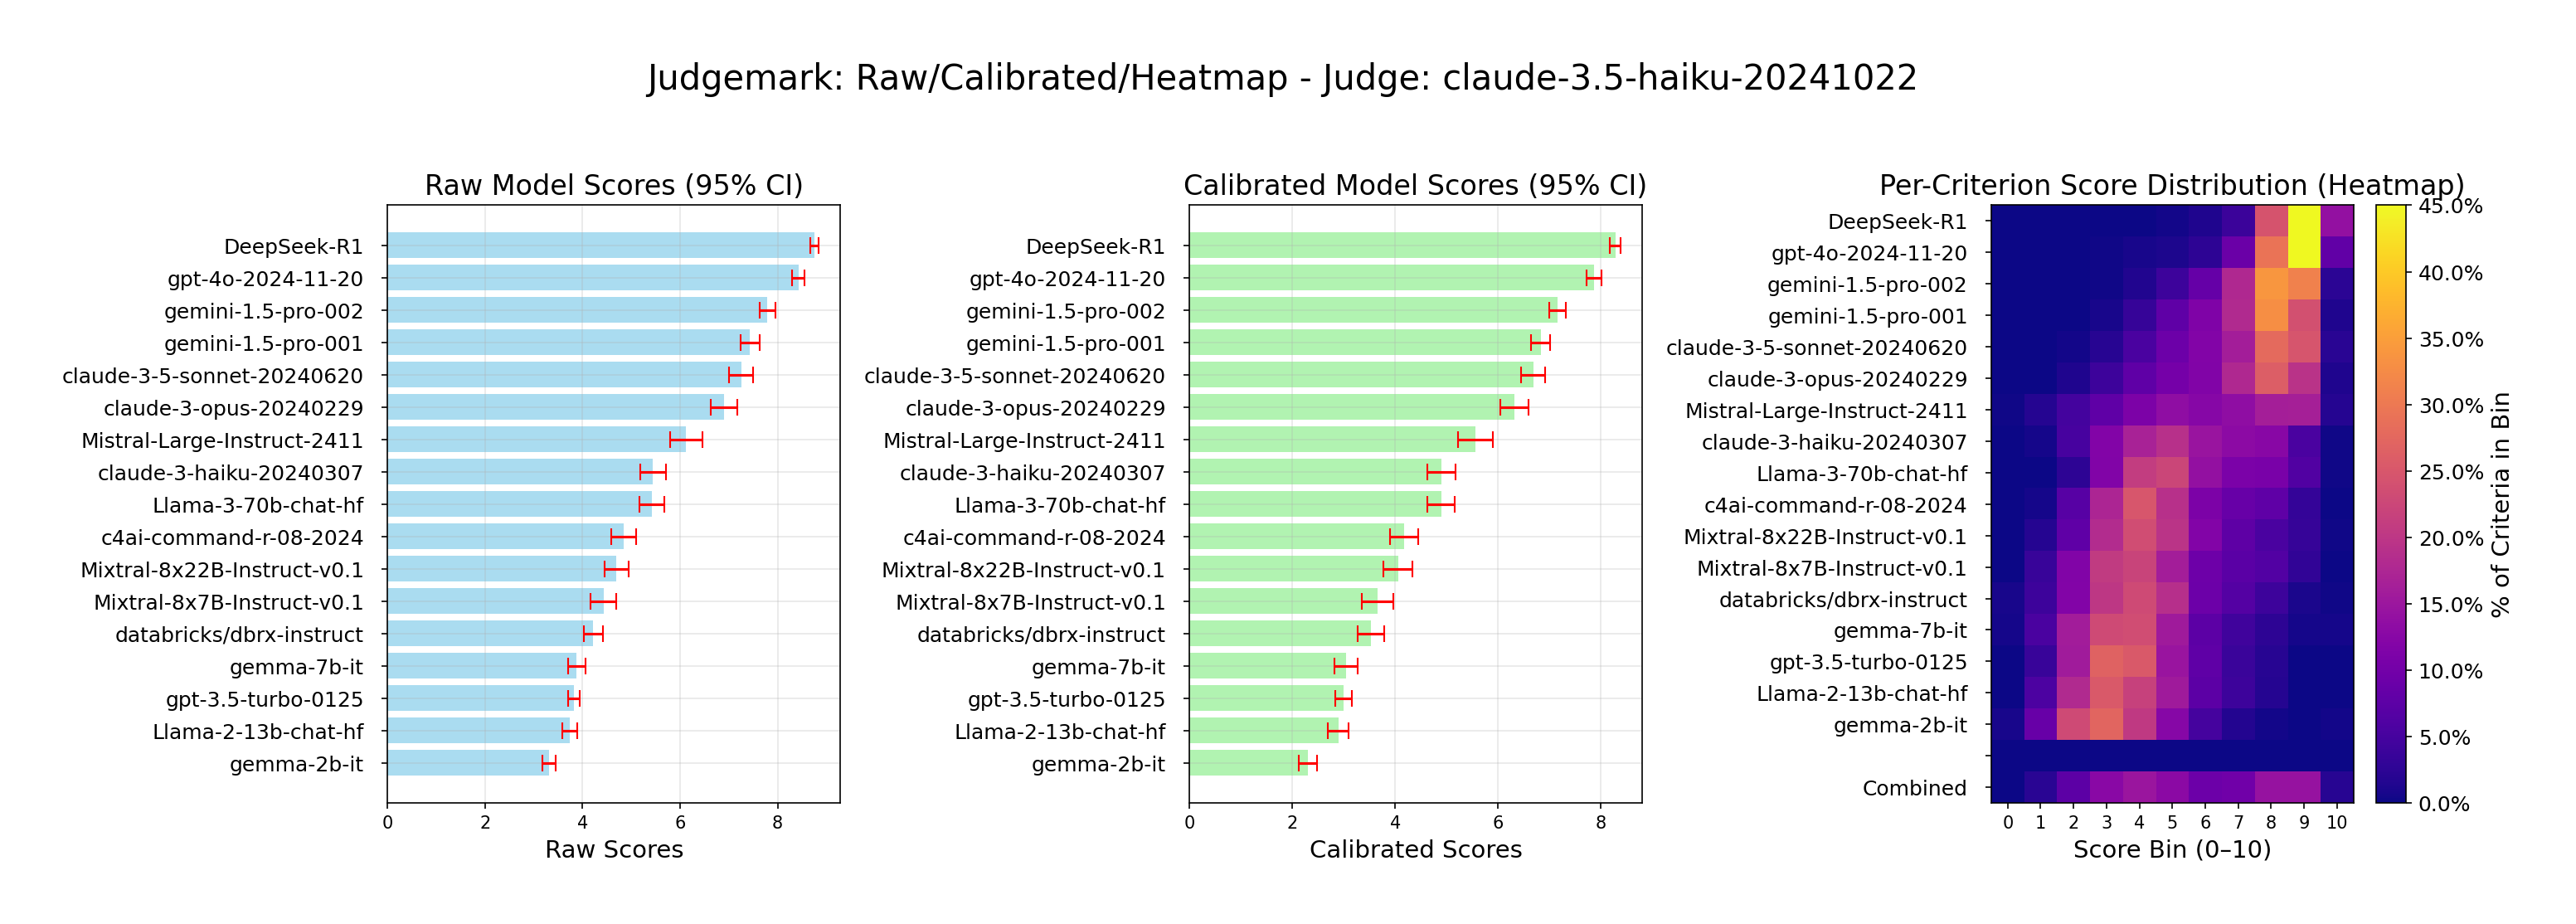 Judgemark: Raw/Calibrated/Heatmap - Judge: claude-3.5-haiku-20241022
Raw Model Scores (95% CI)
DeepSeek-R1
gpt-4o-2024-11-20
gemini-1.5-pro-002
gemini-1.5-pro-001
claude-3-5-sonnet-20240620
claude-3-opus-20240229
Mistral-Large-Instruct-2411
claude-3-haiku-20240307
Llama-3-70b-chat-hf
c4ai-command-r-08-2024
Mixtral-8x22B-Instruct-v0.1
Mixtral-8x7B-Instruct-v0.1
databricks/dbrx-instruct
gemma-7b-it
gpt-3.5-turbo-0125
Llama-2-13b-chat-hf
gemma-2b-it
0 2 4 6 8
Raw Scores
Calibrated Model Scores (95% CI)
DeepSeek-R1
gpt-4o-2024-11-20
gemini-1.5-pro-002
gemini-1.5-pro-001
claude-3-5-sonnet-20240620
claude-3-opus-20240229
Mistral-Large-Instruct-2411
claude-3-haiku-20240307
Llama-3-70b-chat-hf
c4ai-command-r-08-2024
Mixtral-8x22B-Instruct-v0.1
Mixtral-8x7B-Instruct-v0.1
databricks/dbrx-instruct
gemma-7b-it
gpt-3.5-turbo-0125
Llama-2-13b-chat-hf
gemma-2b-it
0 2 4 6 8
Calibrated Scores
Per-Criterion Score Distribution (Heatmap)
DeepSeek-R1
gpt-4o-2024-11-20
gemini-1.5-pro-002
gemini-1.5-pro-001
claude-3-5-sonnet-20240620
claude-3-opus-20240229
Mistral-Large-Instruct-2411
claude-3-haiku-20240307
Llama-3-70b-chat-hf
c4ai-command-r-08-2024
Mixtral-8x22B-Instruct-v0.1
Mixtral-8x7B-Instruct-v0.1
databricks/dbrx-instruct
gemma-7b-it
gpt-3.5-turbo-0125
Llama-2-13b-chat-hf
gemma-2b-it
Combined
0 1 2 3 4 5 6 7 8 9 10
Score Bin (0–10)
45.0%
40.0%
35.0%
30.0%
25.0%
20.0%
15.0%
10.0%
5.0%
0.0%
% of Criteria in Bin